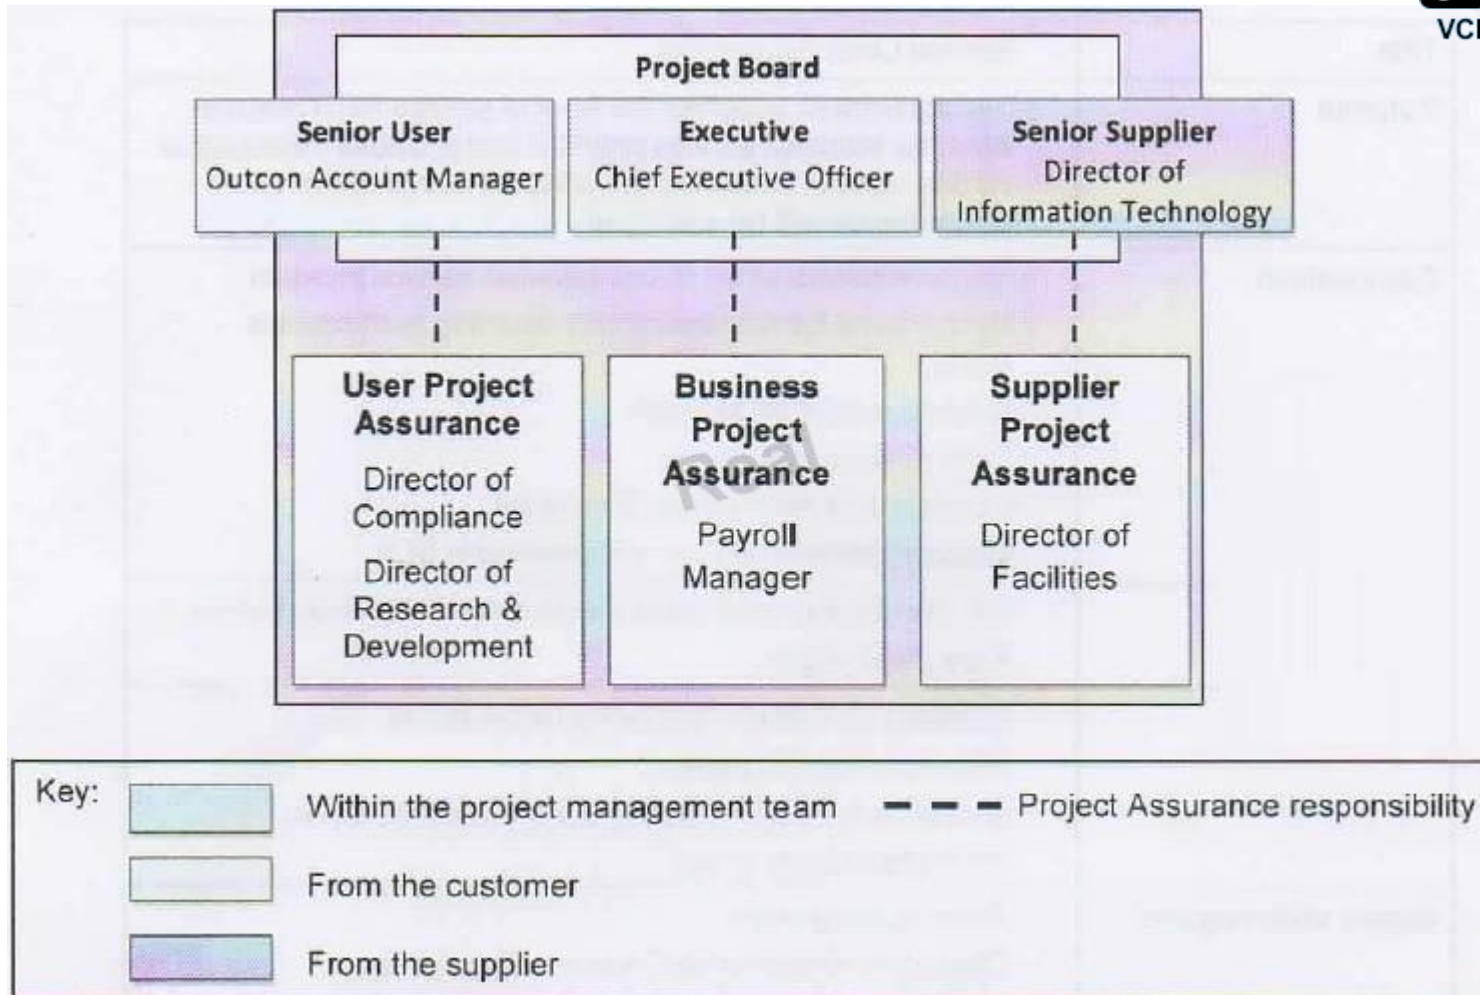 Project Board
Senior User
Outcon Account Manager
Executive
Chief Executive Officer
Senior Supplier
Director of
Information Technology
User Project
Assurance
Director of
Compliance
Director of
Research &
Development
Business
Project
Assurance
Payroll
Manager
Supplier
Project
Assurance
Director of
Facilities
Real
Key:
Within the project management team
Project Assurance responsibility
From the customer
From the supplier